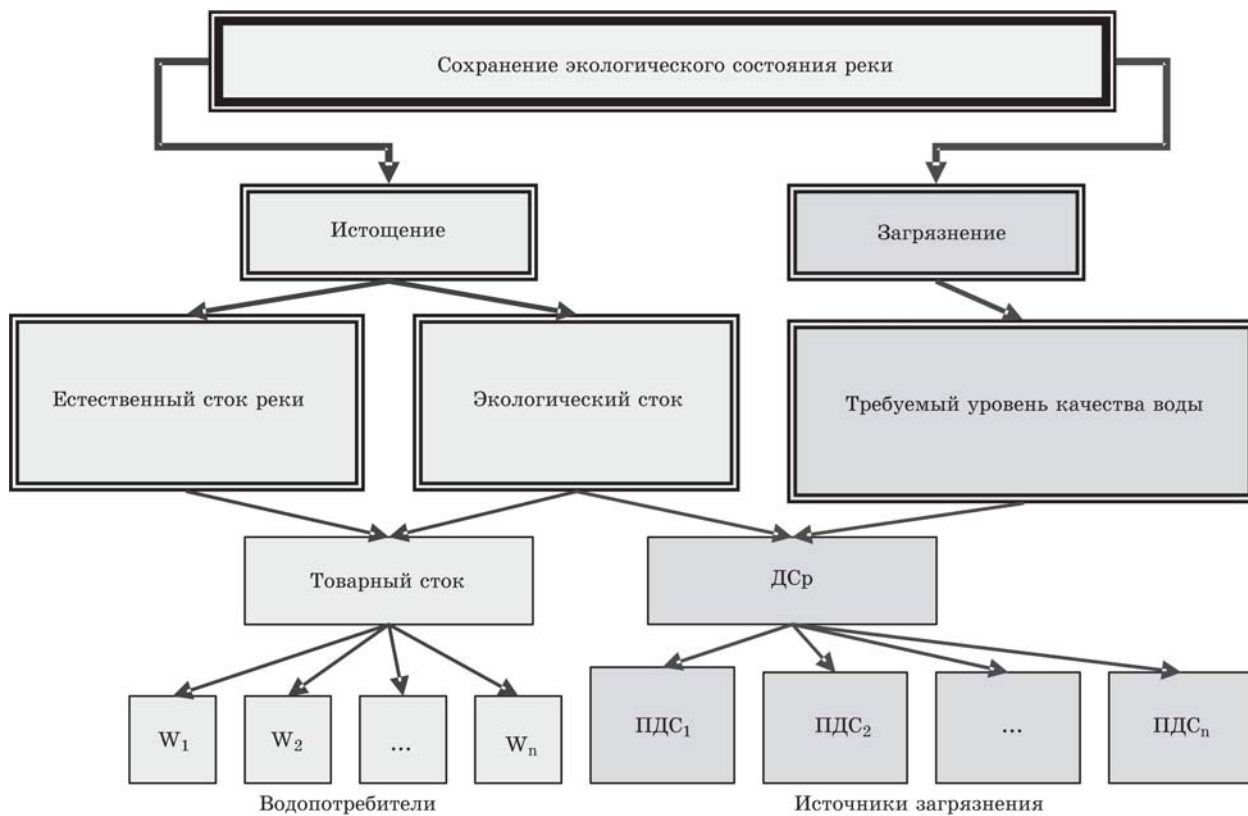 Сохранение экологического состояния реки
Истощение
Загрязнение
Естественный сток реки
Экологический сток
Требуемый уровень качества воды
Товарный сток
ДСр
W₁
W₂
...
Wₙ
ПДС₁
ПДС₂
...
ПДСₙ
Водопотребители
Источники загрязнения